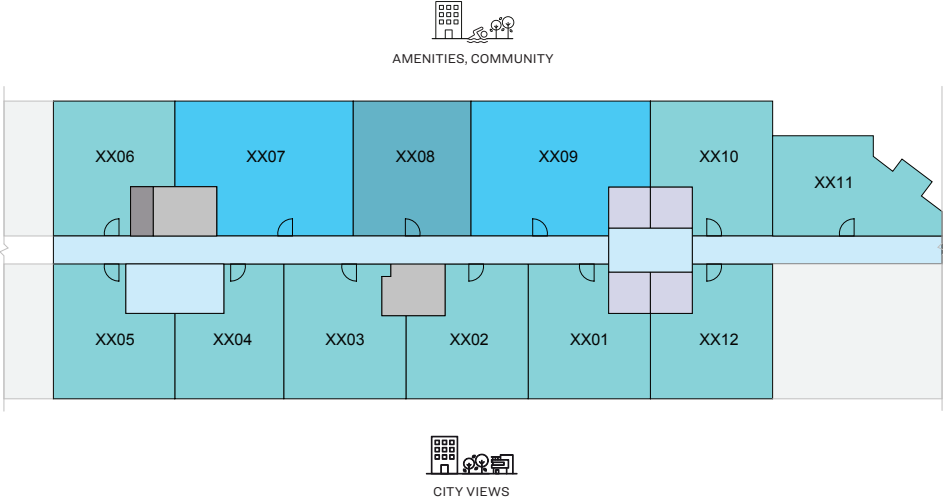 AMENITIES, COMMUNITY
XX06 XX07 XX08 XX09 XX10
XX11
XX05 XX04 XX03 XX02 XX01 XX12
CITY VIEWS